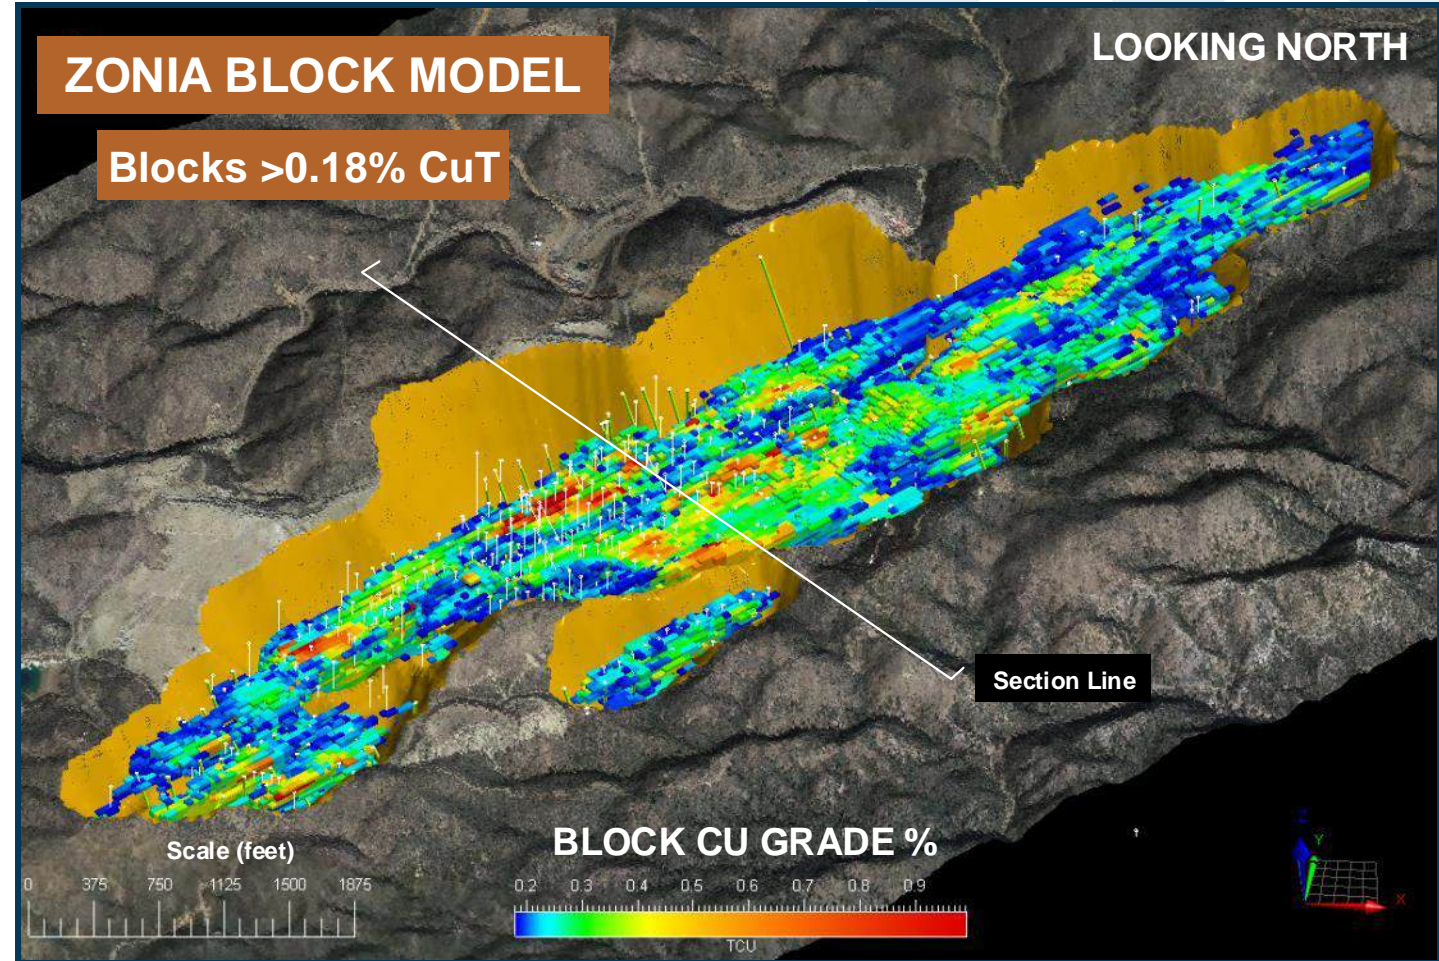 LOOKING NORTH
ZONIA BLOCK MODEL
Blocks >0.18% CuT
Section Line
Scale (feet)
0 375 750 1125 1500 1875
BLOCK CU GRADE %
0.2 0.3 0.4 0.5 0.6 0.7 0.8 0.9
TCU
Z
Y
X